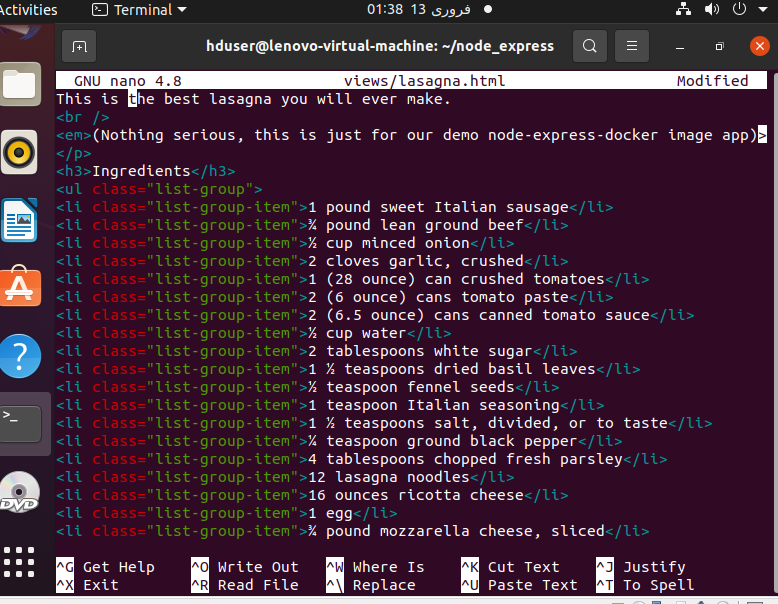 Activities
Terminal
01:38 13 فروری
hduser@lenovo-virtual-machine: ~/node_express
GNU nano 4.8 views/lasagna.html Modified
This is the best lasagna you will ever make.
<br />
<em>(Nothing serious, this is just for our demo node-express-docker image app)>
</p>
<h3>Ingredients</h3>
<ul class="list-group">
<li class="list-group-item">1 pound sweet Italian sausage</li>
<li class="list-group-item">¾ pound lean ground beef</li>
<li class="list-group-item">½ cup minced onion</li>
<li class="list-group-item">2 cloves garlic, crushed</li>
<li class="list-group-item">1 (28 ounce) can crushed tomatoes</li>
<li class="list-group-item">2 (6 ounce) cans tomato paste</li>
<li class="list-group-item">2 (6.5 ounce) cans canned tomato sauce</li>
<li class="list-group-item">½ cup water</li>
<li class="list-group-item">2 tablespoons white sugar</li>
<li class="list-group-item">1 ½ teaspoons dried basil leaves</li>
<li class="list-group-item">½ teaspoon fennel seeds</li>
<li class="list-group-item">1 teaspoon Italian seasoning</li>
<li class="list-group-item">1 ½ teaspoons salt, divided, or to taste</li>
<li class="list-group-item">¼ teaspoon ground black pepper</li>
<li class="list-group-item">4 tablespoons chopped fresh parsley</li>
<li class="list-group-item">12 lasagna noodles</li>
<li class="list-group-item">16 ounces ricotta cheese</li>
<li class="list-group-item">1 egg</li>
<li class="list-group-item">¾ pound mozzarella cheese, sliced</li>
^G Get Help ^O Write Out ^W Where Is ^K Cut Text ^J Justify
^X Exit ^R Read File ^\ Replace ^U Paste Text ^T To Spell
DVD